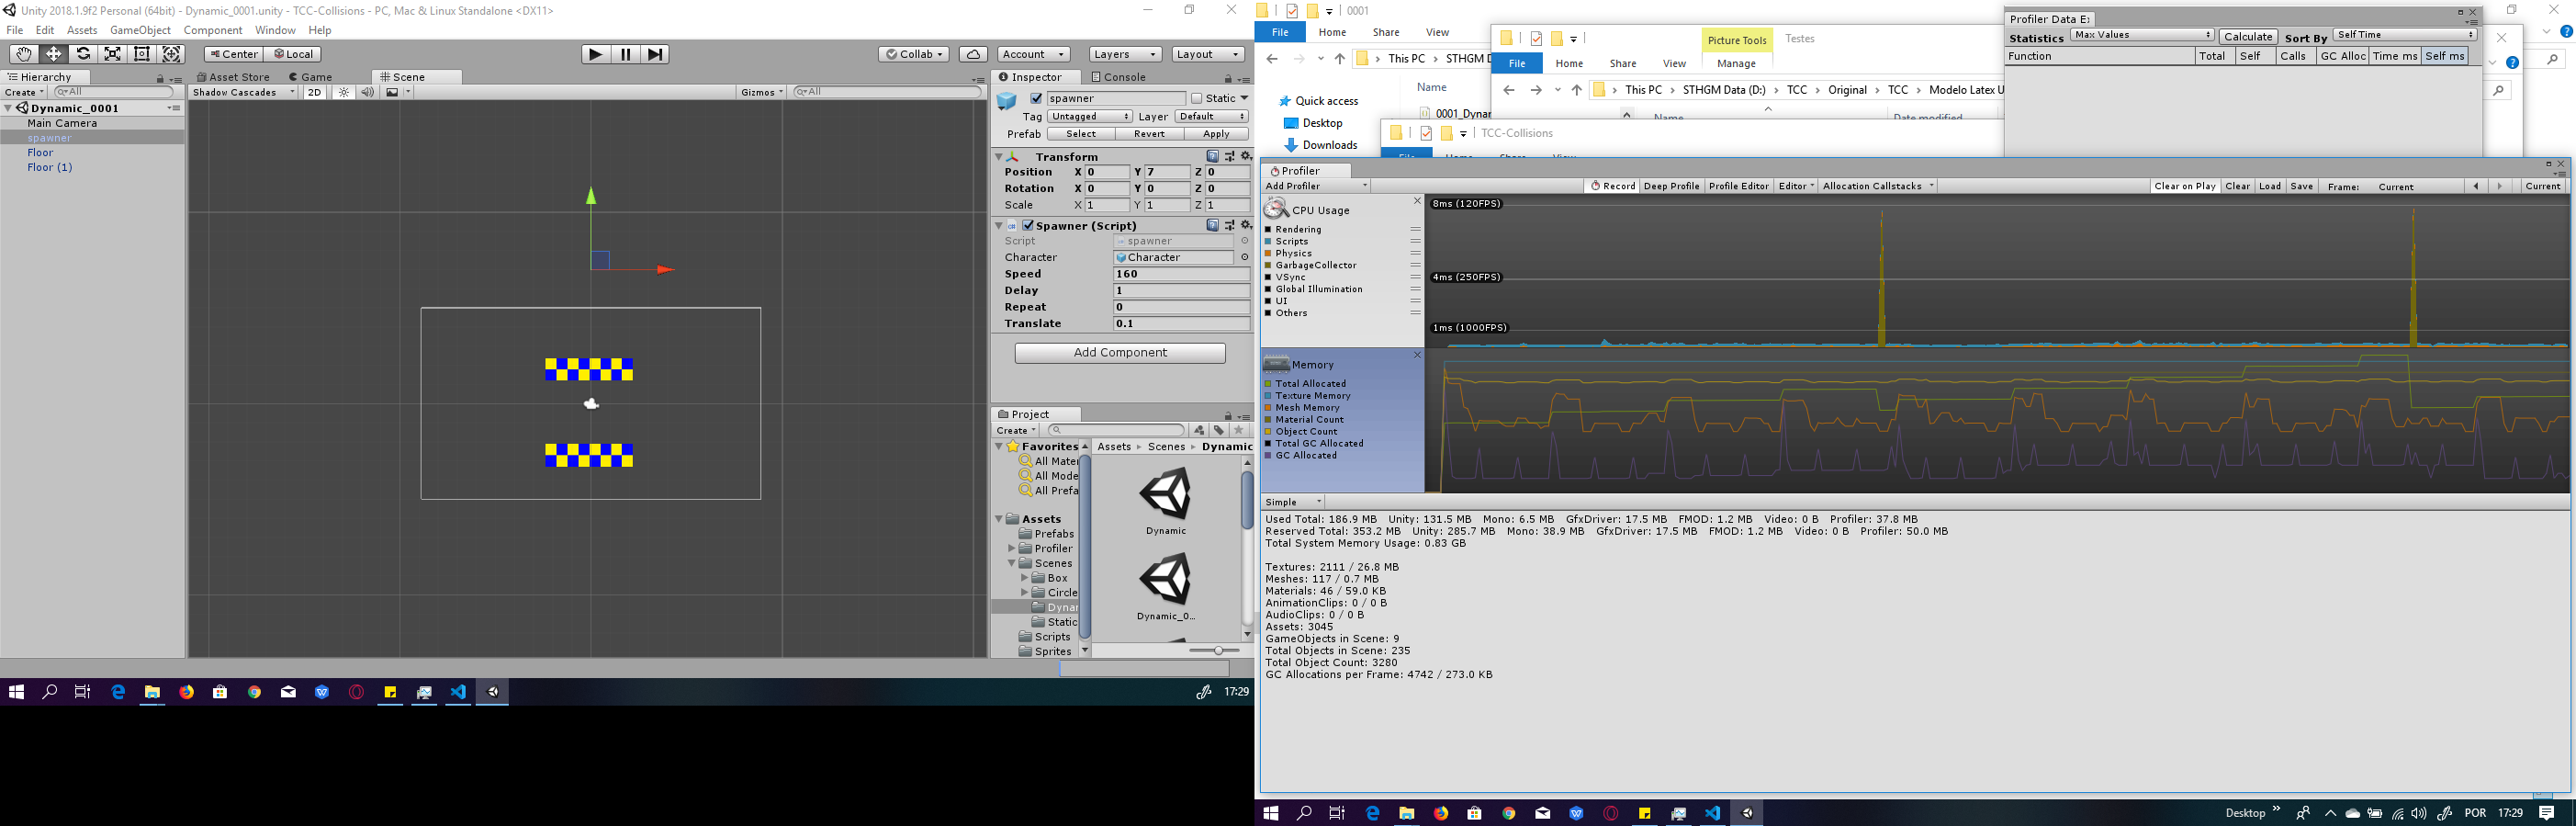 Unity 2018.1.9f2 Personal (64bit) - Dynamic_0001.unity - TCC-Collisions - PC, Mac & Linux Standalone <DX11>
File Edit Assets GameObject Component Window Help
Center Local Collab Account Layers Layout
Hierarchy
Create All
Dynamic_0001
Main Camera
spawner
Floor
Floor (1)
Asset Store Game Scene
Shadow Cascades 2D Gizmos All
Inspector Console
spawner Static
Tag Untagged Layer Default
Prefab Select Revert Apply
Transform
Position X 0 Y 7 Z 0
Rotation X 0 Y 0 Z 0
Scale X 1 Y 1 Z 1
Spawner (Script)
Script spawner
Character Character
Speed 160
Delay 1
Repeat 0
Translate 0.1
Add Component
Project
Create
Favorites
All Mater
All Mode
All Prefa
Assets
Prefabs
Profiler
Scenes
Box
Circle
Dynar
Static
Scripts
Sprites
Assets Scenes Dynamic
Dynamic
Dynamic_0...
17:29
0001
File Home Share View
This PC STHGM D
Quick access
Desktop
Downloads
Name
0001_Dynar
Picture Tools Testes
File Home Share View Manage
This PC STHGM Data (D:) TCC Original TCC Modelo Latex U
Name Date modified
TCC-Collisions
File Home Share View
Profiler Data E
Statistics Max Values Calculate Sort By Self Time
Function Total Self Calls GC Alloc Time ms Self ms
Profiler
Add Profiler Record Deep Profile Profile Editor Editor Allocation Callstacks Clear on Play Clear Load Save Frame: Current Current
CPU Usage
Rendering
Scripts
Physics
GarbageCollector
VSync
Global Illumination
UI
Others
8ms (120FPS)
4ms (250FPS)
1ms (1000FPS)
Memory
Total Allocated
Texture Memory
Mesh Memory
Material Count
Object Count
Total GC Allocated
GC Allocated
Simple
Used Total: 186.9 MB Unity: 131.5 MB Mono: 6.5 MB GfxDriver: 17.5 MB FMOD: 1.2 MB Video: 0 B Profiler: 37.8 MB
Reserved Total: 353.2 MB Unity: 285.7 MB Mono: 38.9 MB GfxDriver: 17.5 MB FMOD: 1.2 MB Video: 0 B Profiler: 50.0 MB
Total System Memory Usage: 0.83 GB
Textures: 2111 / 26.8 MB
Meshes: 117 / 0.7 MB
Materials: 46 / 59.0 KB
AnimationClips: 0 / 0 B
AudioClips: 0 / 0 B
Assets: 3045
GameObjects in Scene: 9
Total Objects in Scene: 235
Total Object Count: 3280
GC Allocations per Frame: 4742 / 273.0 KB
Desktop POR 17:29